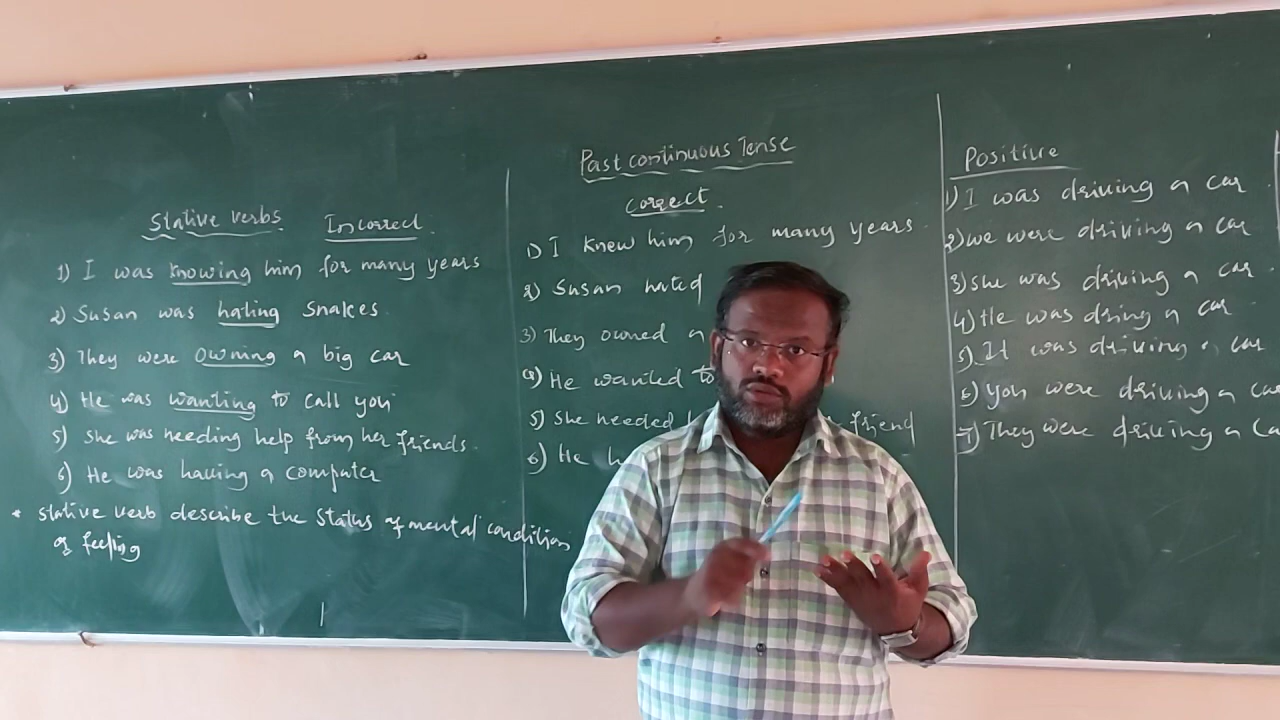 Stative verbs Incorrect.
1) I was knowing him for many years
2) Susan was hating snakes.
3) They were owning a big car
4) He was wanting to call you
5) She was needing help from her friends.
6) He was having a computer
* stative verb describe the status of mental condition
or feeling
Past continuous Tense
correct.
1) I knew him for many years.
2) Susan hated
3) They owned a
4) He wanted to
5) She needed friend
6) He
Positive
1) I was driving a car
2) we were driving a car
3) She was driving a car
4) He was dring a car
5) It was driving a car
6) you were driving a car
7) They were driving a ca